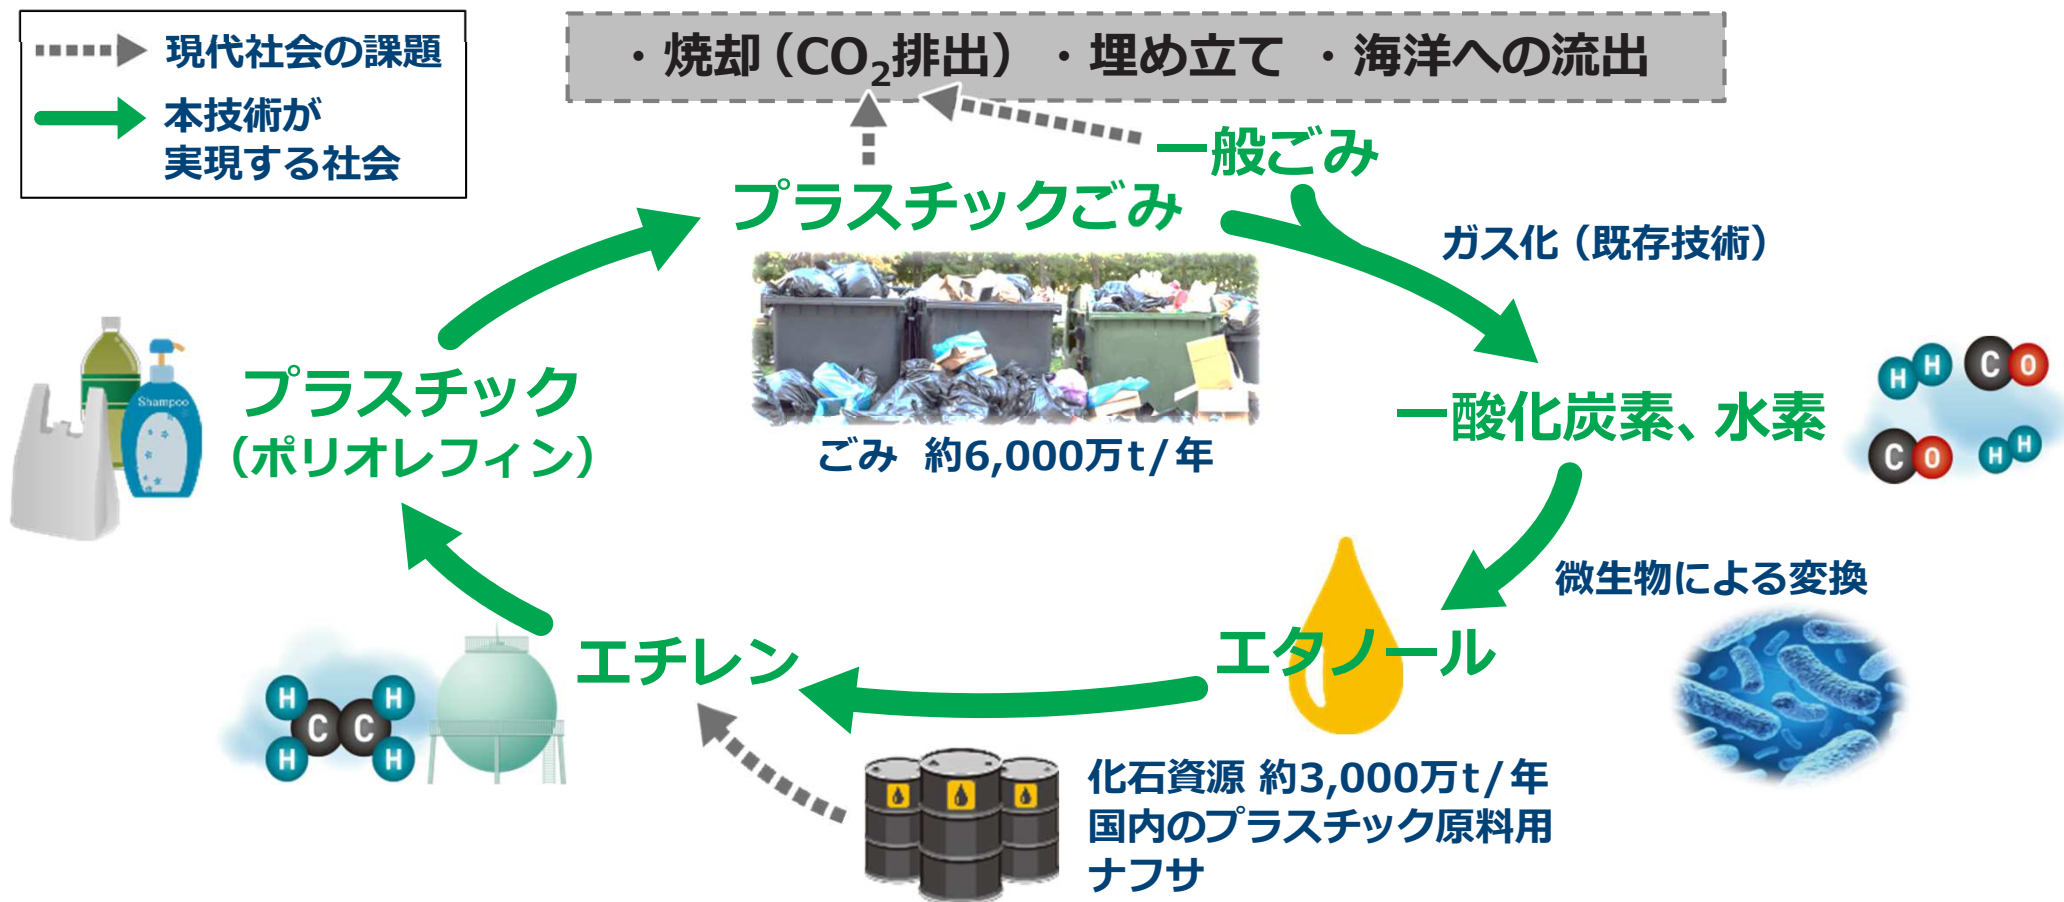 現代社会の課題
本技術が
実現する社会
・焼却（CO₂排出）・埋め立て ・海洋への流出
一般ごみ
プラスチックごみ
ガス化（既存技術）
ごみ 約6,000万t/年
Shampoo
プラスチック
（ポリオレフィン）
一酸化炭素、水素
H H C O
C O H H
微生物による変換
エタノール
エチレン
H H
C C
H H
化石資源 約3,000万t/年
国内のプラスチック原料用
ナフサ